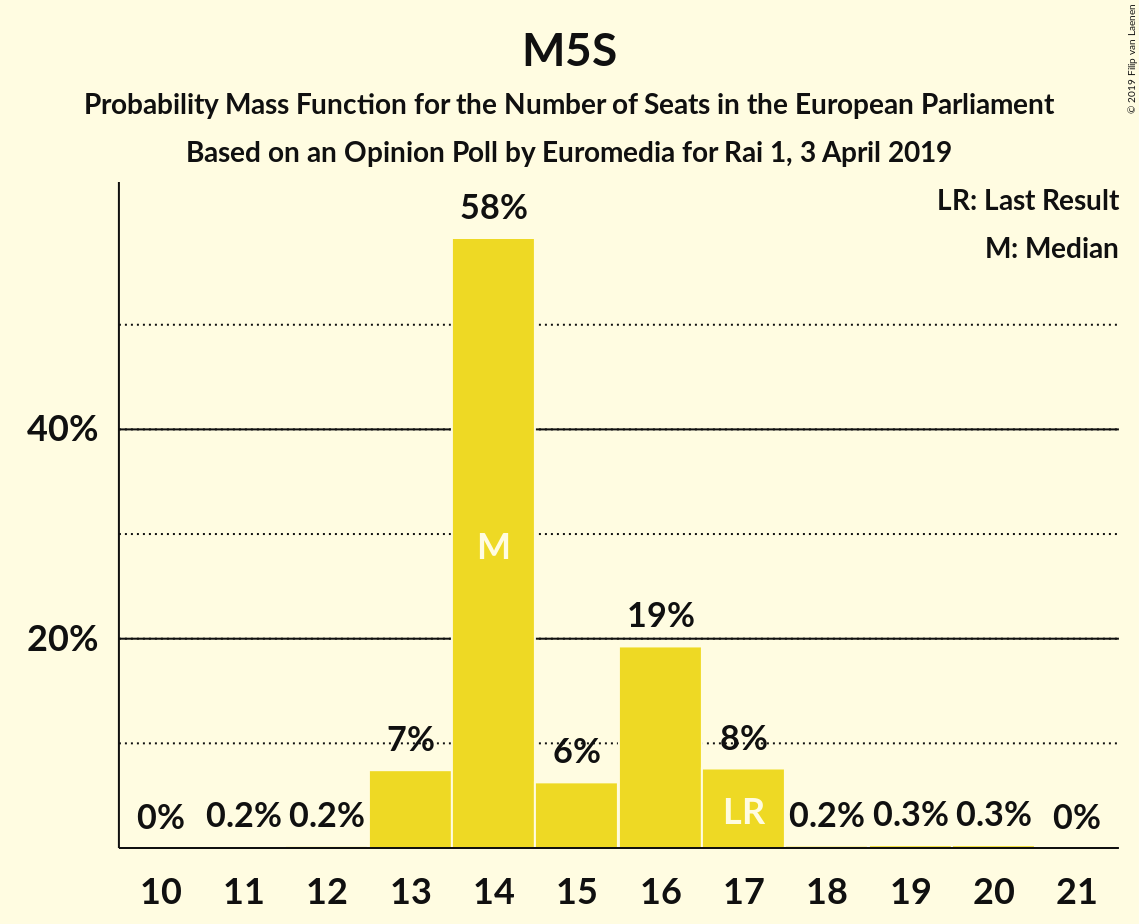 M5S
Probability Mass Function for the Number of Seats in the European Parliament
Based on an Opinion Poll by Euromedia for Rai 1, 3 April 2019
© 2019 Filip van Laenen
LR: Last Result
M: Median
40%
20%
0%
0.2%
0.2%
7%
58%
M
6%
19%
8%
LR
0.2%
0.3%
0.3%
0%
10 11 12 13 14 15 16 17 18 19 20 21